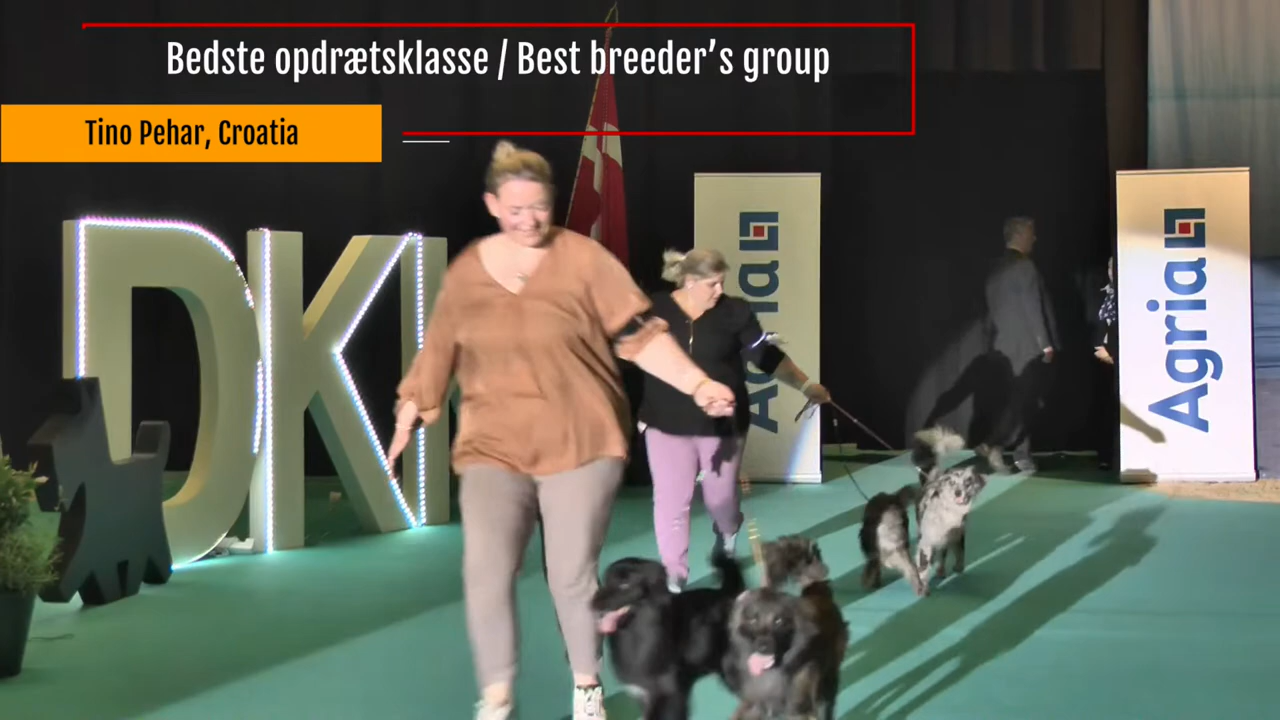 Bedste opdrætsklasse / Best breeder’s group
Tino Pehar, Croatia
DK
Agria
Agria